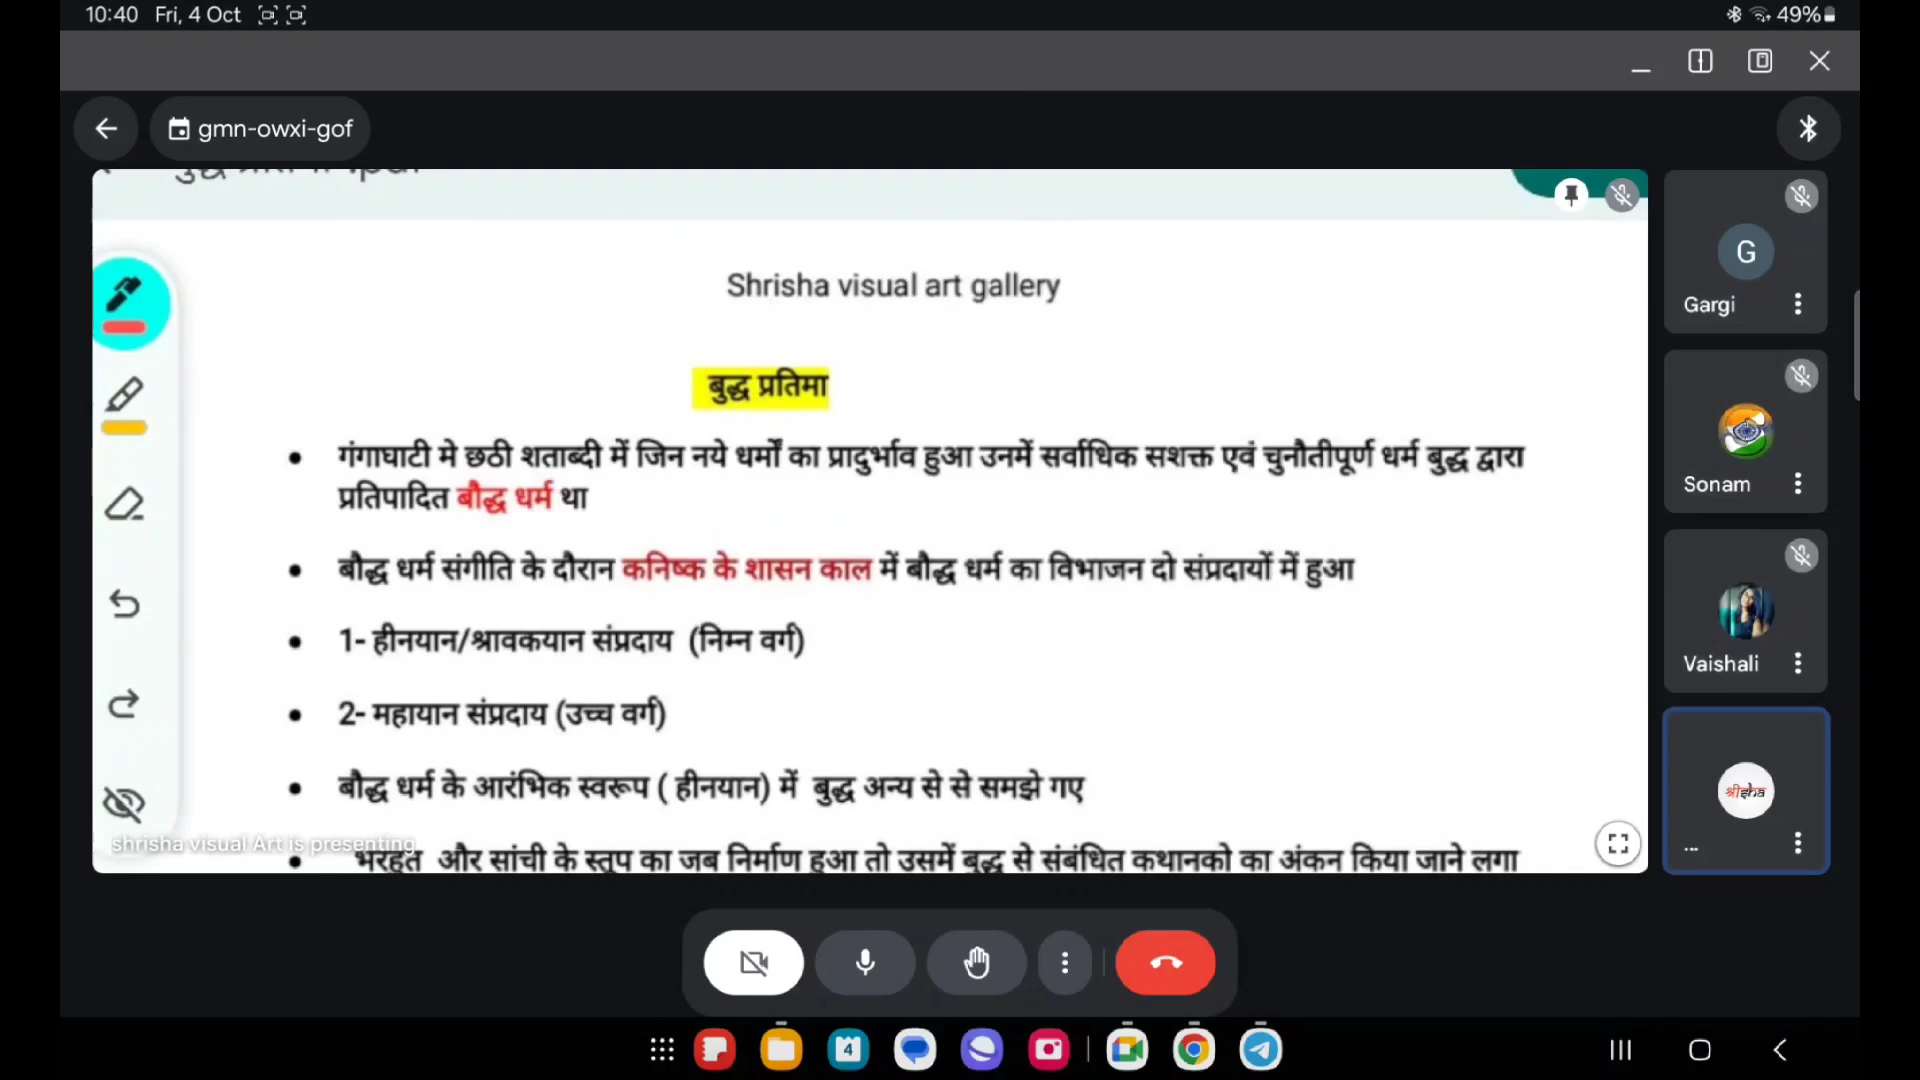 10:40 Fri, 4 Oct
49%
gmn-owxi-gof
Shrisha visual art gallery
बुद्ध प्रतिमा
• गंगाघाटी मे छठी शताब्दी में जिन नये धर्मों का प्रादुर्भाव हुआ उनमें सर्वाधिक सशक्त एवं चुनौतीपूर्ण धर्म बुद्ध द्वारा
प्रतिपादित बौद्ध धर्म था
• बौद्ध धर्म संगीति के दौरान कनिष्क के शासन काल में बौद्ध धर्म का विभाजन दो संप्रदायों में हुआ
• 1- हीनयान/श्रावकयान संप्रदाय (निम्न वर्ग)
• 2- महायान संप्रदाय (उच्च वर्ग)
• बौद्ध धर्म के आरंभिक स्वरूप ( हीनयान) में बुद्ध अन्य से से समझे गए
shrisha visual Art is presenting
• भरहुत और सांची के स्तूप का जब निर्माण हुआ तो उसमें बुद्ध से संबंधित कथानको का अंकन किया जाने लगा
G
Gargi
Sonam
Vaishali
श्रीsha
...
4